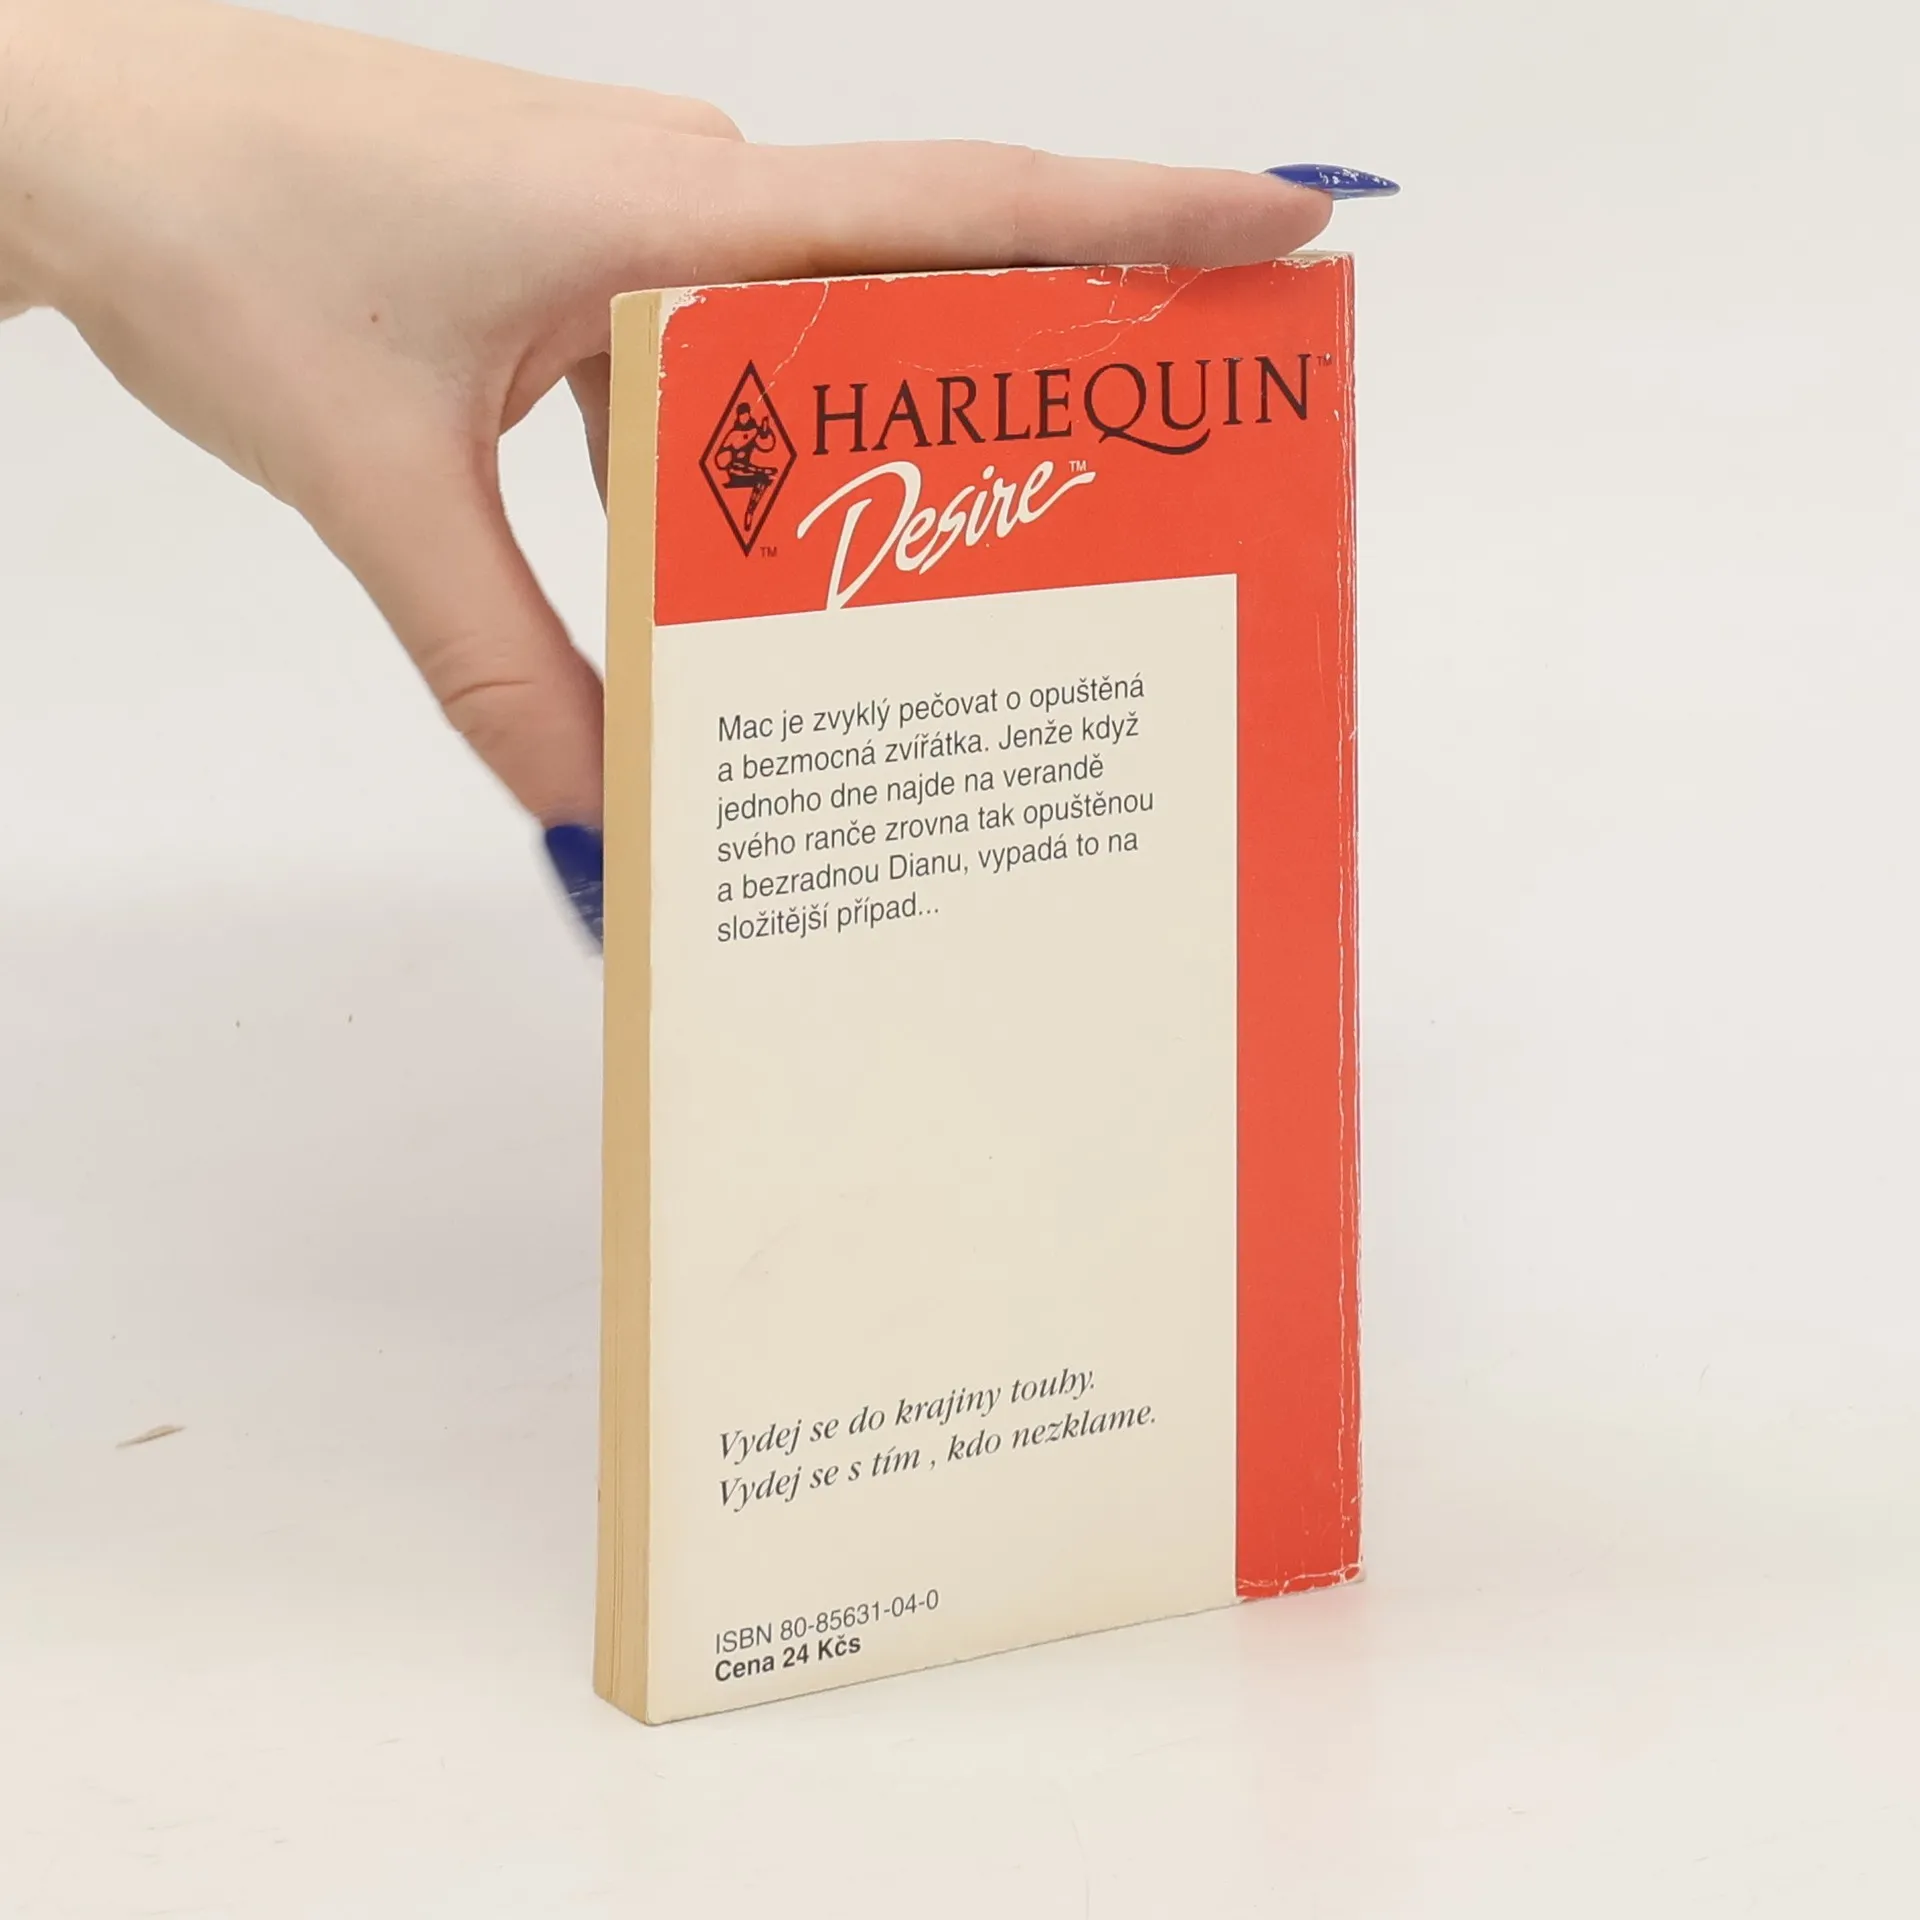 HARLEQUIN™
Desire™
™
Mac je zvyklý pečovat o opuštěná
a bezmocná zvířátka. Jenže když
jednoho dne najde na verandě
svého ranče zrovna tak opuštěnou
a bezradnou Dianu, vypadá to na
složitější případ...
Vydej se do krajiny touhy.
Vydej se s tím , kdo nezklame.
ISBN 80-85631-04-0
Cena 24 Kčs